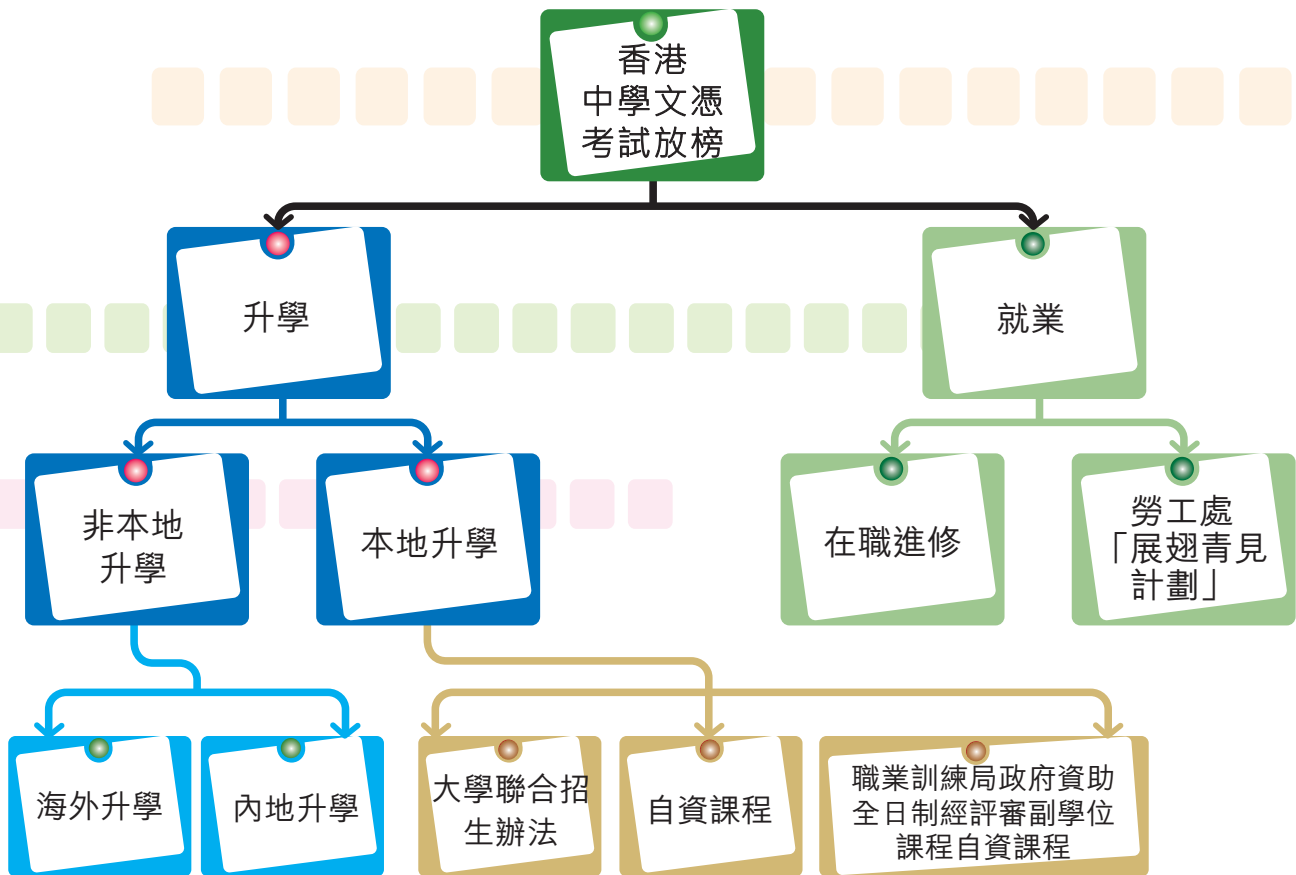 香港
中學文憑
考試放榜
升學
就業
非本地
升學
本地升學
在職進修
勞工處
「展翅青見
計劃」
海外升學
內地升學
大學聯合招
生辦法
自資課程
職業訓練局政府資助
全日制經評審副學位
課程自資課程